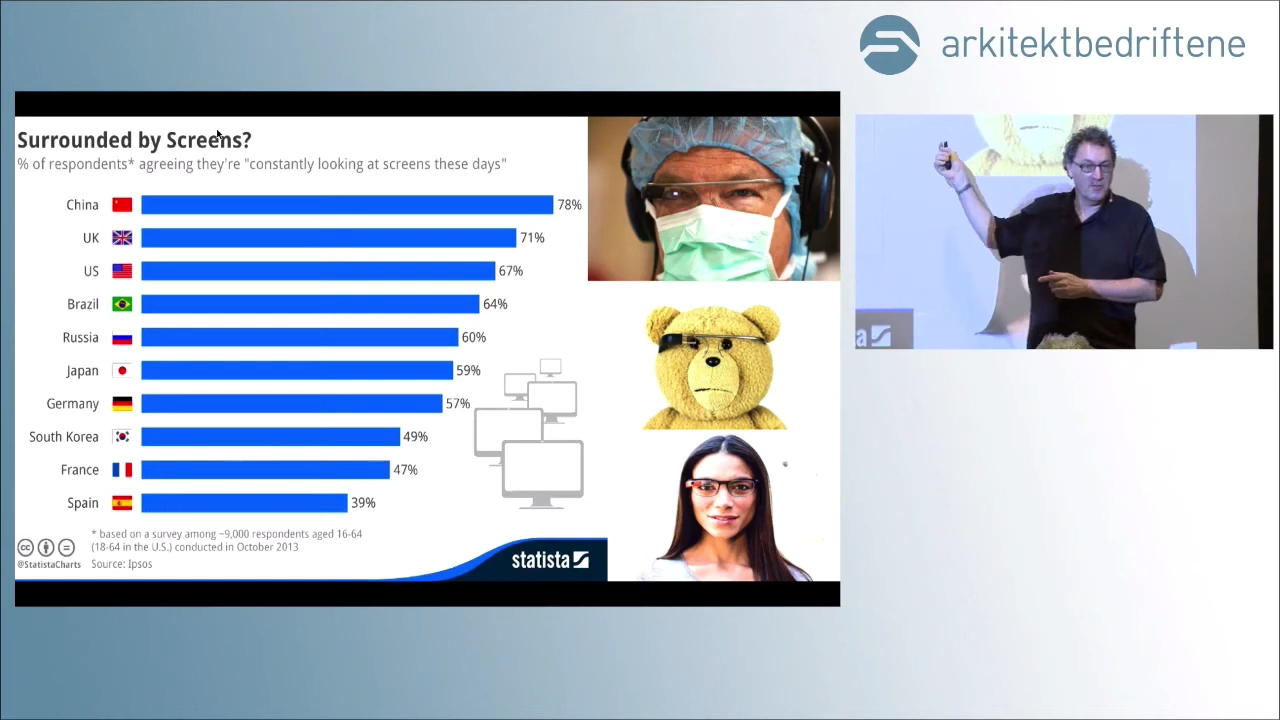 arkitektbedriftene
Surrounded by Screens?
% of respondents* agreeing they're "constantly looking at screens these days"
China 78%
UK 71%
US 67%
Brazil 64%
Russia 60%
Japan 59%
Germany 57%
South Korea 49%
France 47%
Spain 39%
* based on a survey among ~9,000 respondents aged 16-64
(18-64 in the U.S.) conducted in October 2013
cc
@StatistaCharts Source: Ipsos
statista
a